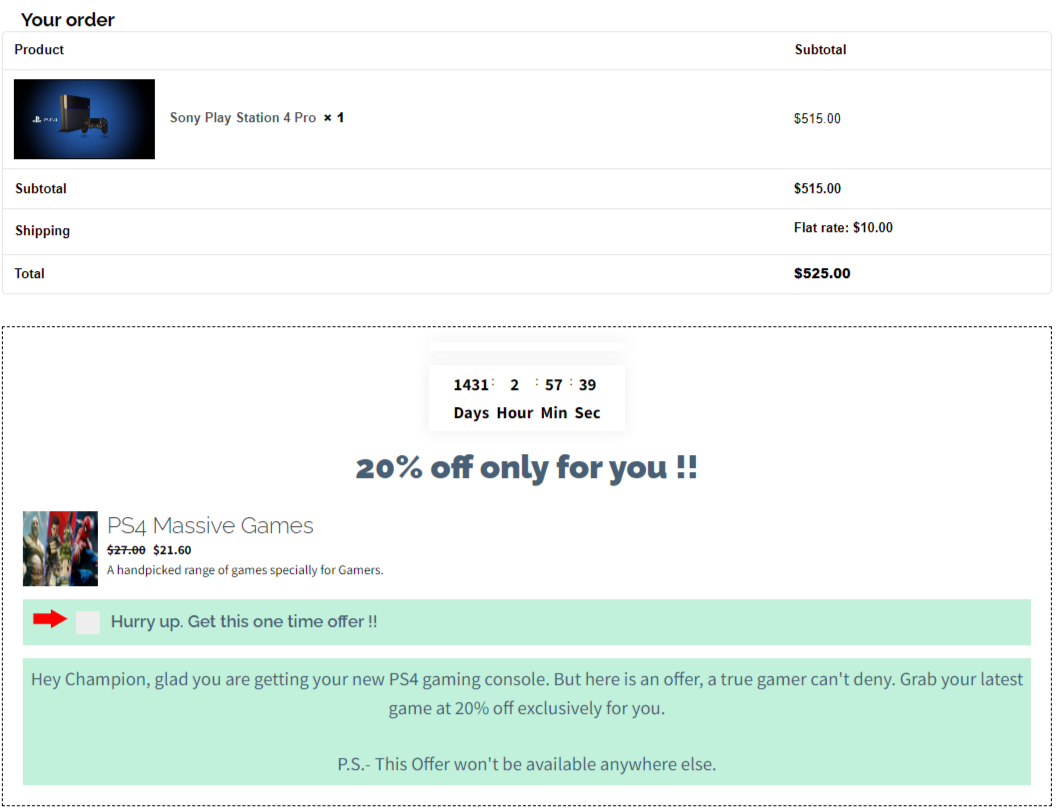 Your order
Product Subtotal
PS4
Sony Play Station 4 Pro × 1 $515.00
Subtotal $515.00
Shipping Flat rate: $10.00
Total $525.00
1431 : 2 : 57 : 39
Days Hour Min Sec
20% off only for you !!
PS4 Massive Games
$27.00 $21.60
A handpicked range of games specially for Gamers.
Hurry up. Get this one time offer !!
Hey Champion, glad you are getting your new PS4 gaming console. But here is an offer, a true gamer can't deny. Grab your latest
game at 20% off exclusively for you.
P.S.- This Offer won't be available anywhere else.